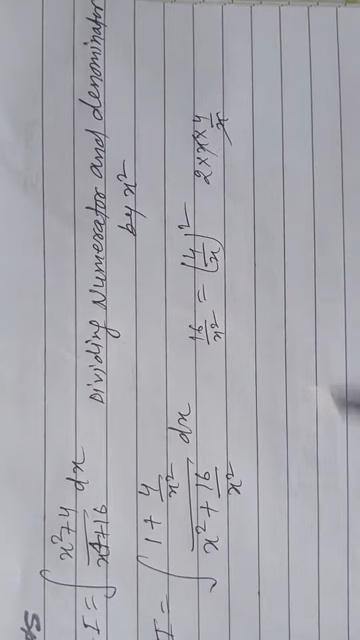 Sp
I = ∫ x²+4 / x⁴+16 dx Dividing Numerator and denominator
by x²
I = ∫ 1 + 4/x² / x² + 16/x² dx 16/x² = (4/x)² 2×x×4/x